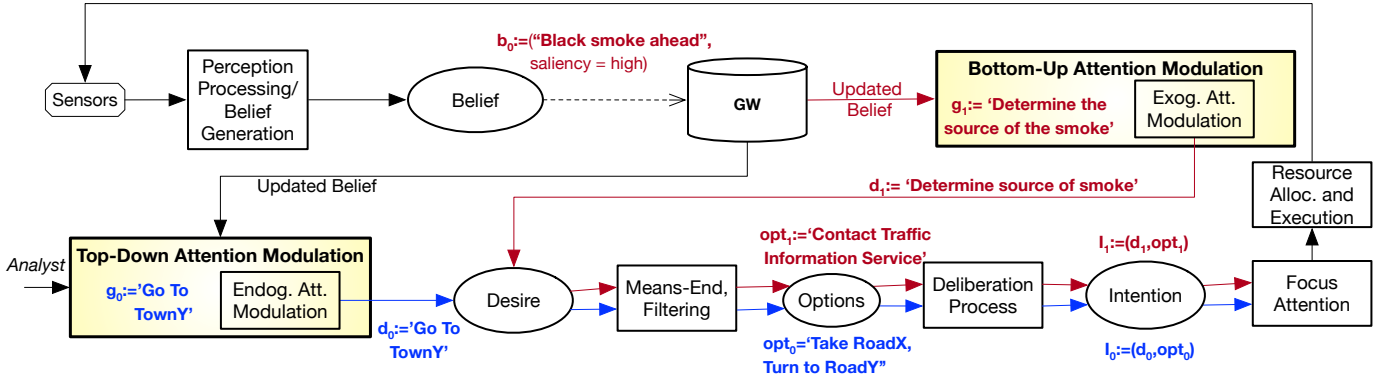 b₀:=(“Black smoke ahead”,
saliency = high)
Sensors
Perception
Processing/
Belief
Generation
Belief
GW
Updated
Belief
Bottom-Up Attention Modulation
g₁:= ‘Determine the
source of the smoke’
Exog. Att.
Modulation
Updated Belief
d₁:= ‘Determine source of smoke’
Resource
Alloc. and
Execution
Analyst
Top-Down Attention Modulation
g₀:=’Go To
TownY’
Endog. Att.
Modulation
d₀:=’Go To
TownY’
Desire
Means-End,
Filtering
opt₁:=‘Contact Traffic
Information Service’
Options
opt₀=‘Take RoadX,
Turn to RoadY”
Deliberation
Process
I₁:=(d₁,opt₁)
Intention
I₀:=(d₀,opt₀)
Focus
Attention